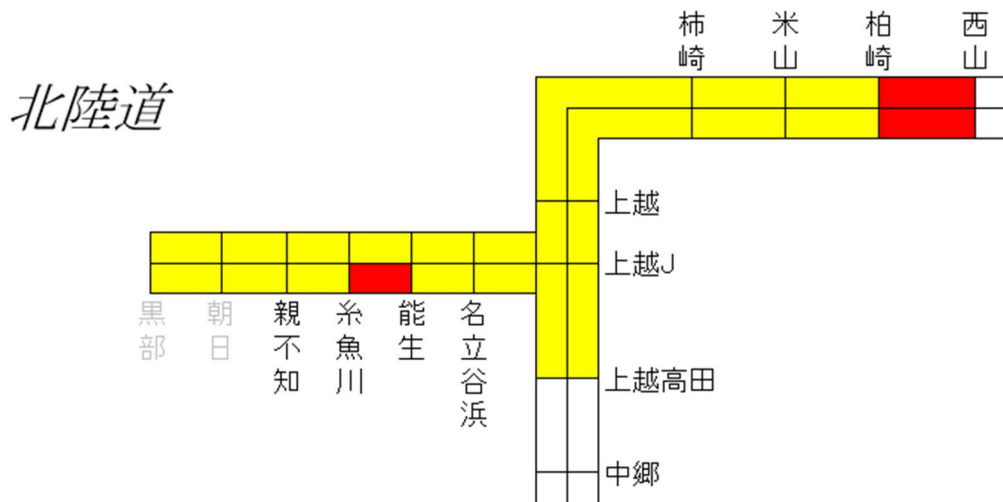 北陸道
柿崎
米山
柏崎
西山
上越
上越J
黒部
朝日
親不知
糸魚川
能生
名立谷浜
上越高田
中郷